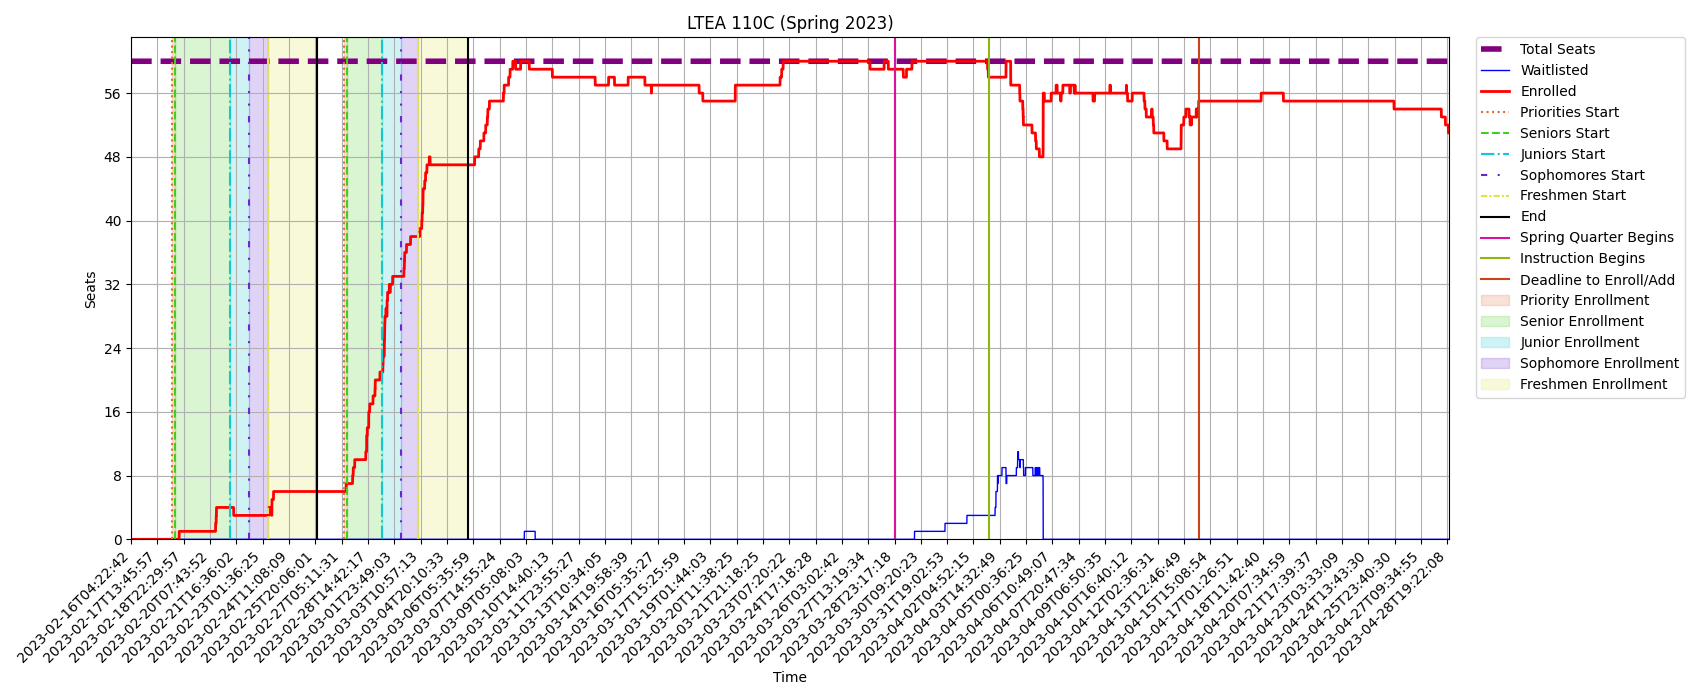 LTEA 110C (Spring 2023)
Seats
56
48
40
32
24
16
8
0
2023-02-16T04:22:42
2023-02-17T13:45:57
2023-02-18T22:29:57
2023-02-20T07:43:52
2023-02-21T16:36:02
2023-02-23T01:36:25
2023-02-24T11:08:09
2023-02-25T20:06:01
2023-02-27T05:11:31
2023-02-28T14:42:17
2023-03-01T23:49:03
2023-03-03T10:57:13
2023-03-04T20:10:33
2023-03-06T05:35:59
2023-03-07T14:55:24
2023-03-09T05:08:03
2023-03-10T14:40:13
2023-03-11T23:55:27
2023-03-13T10:34:05
2023-03-14T19:58:39
2023-03-16T05:35:27
2023-03-17T15:25:59
2023-03-19T01:44:03
2023-03-20T11:38:25
2023-03-21T21:18:25
2023-03-23T07:20:22
2023-03-24T17:18:28
2023-03-26T03:02:42
2023-03-27T13:19:34
2023-03-28T23:17:18
2023-03-30T09:20:23
2023-03-31T19:02:53
2023-04-02T04:52:15
2023-04-03T14:32:49
2023-04-05T00:36:25
2023-04-06T10:49:07
2023-04-07T20:47:34
2023-04-09T06:50:35
2023-04-10T16:40:12
2023-04-12T02:36:31
2023-04-13T12:46:49
2023-04-15T15:08:54
2023-04-17T01:26:51
2023-04-18T11:42:40
2023-04-20T07:34:59
2023-04-21T17:39:37
2023-04-23T03:33:09
2023-04-24T13:43:30
2023-04-25T23:40:30
2023-04-27T09:34:55
2023-04-28T19:22:08
Time
Total Seats
Waitlisted
Enrolled
Priorities Start
Seniors Start
Juniors Start
Sophomores Start
Freshmen Start
End
Spring Quarter Begins
Instruction Begins
Deadline to Enroll/Add
Priority Enrollment
Senior Enrollment
Junior Enrollment
Sophomore Enrollment
Freshmen Enrollment